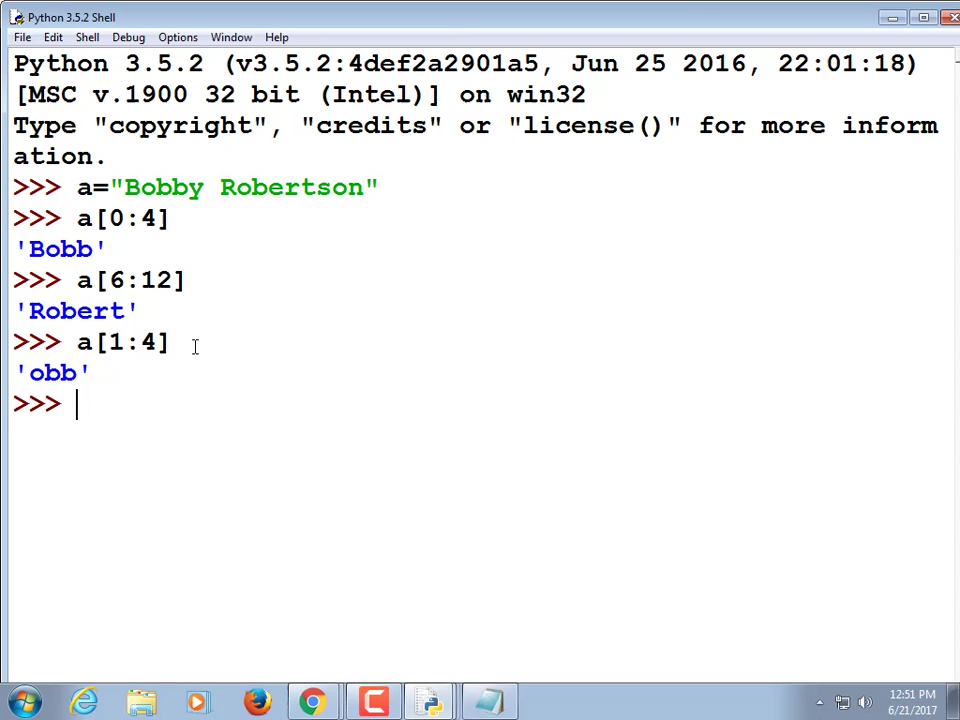 Python 3.5.2 Shell
File Edit Shell Debug Options Window Help
Python 3.5.2 (v3.5.2:4def2a2901a5, Jun 25 2016, 22:01:18)
[MSC v.1900 32 bit (Intel)] on win32
Type "copyright", "credits" or "license()" for more inform
ation.
>>> a="Bobby Robertson"
>>> a[0:4]
'Bobb'
>>> a[6:12]
'Robert'
>>> a[1:4]
'obb'
>>>
12:51 PM
6/21/2017